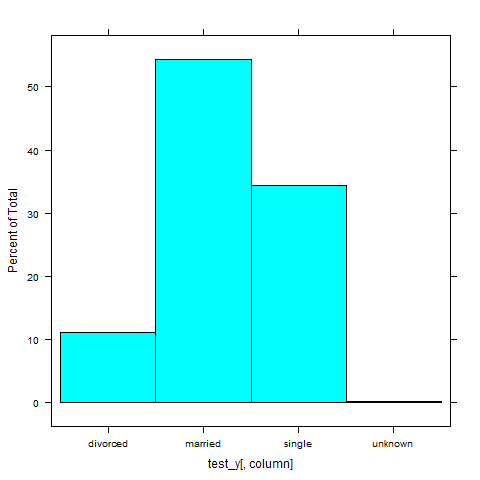 50
40
30
20
10
0
Percent of Total
divorced married single unknown
test_y[, column]